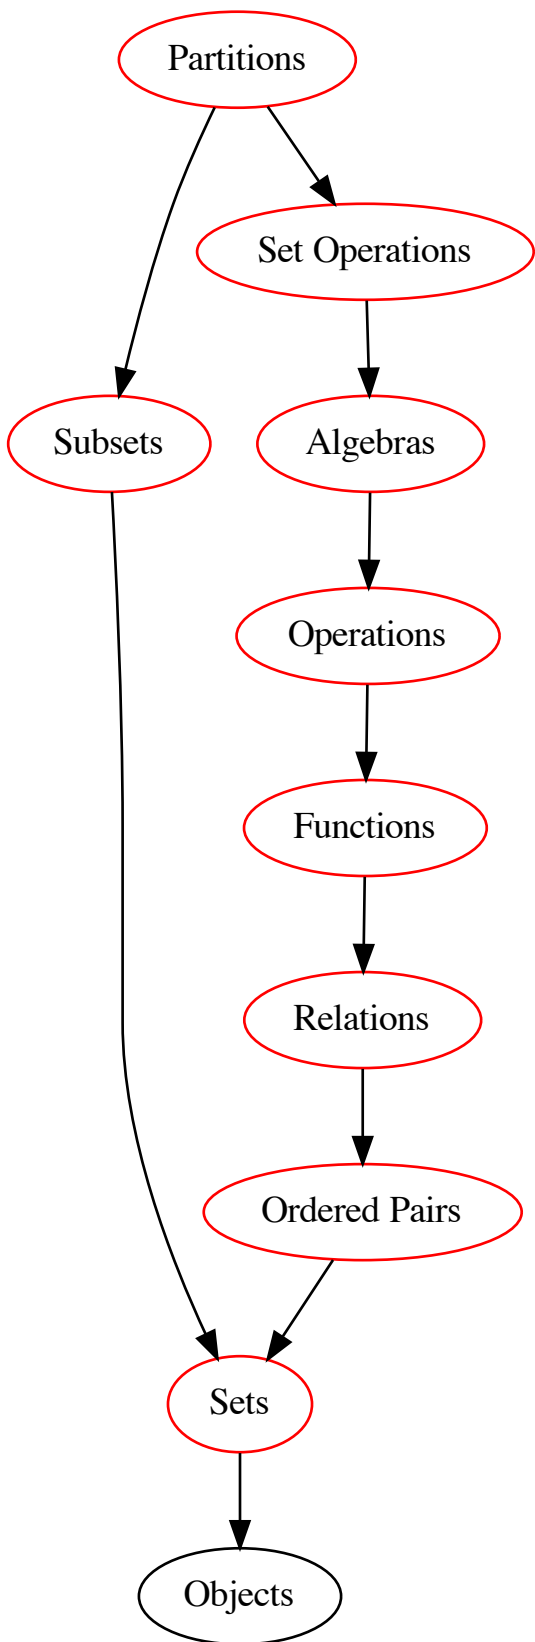 Partitions
Set Operations
Subsets
Algebras
Operations
Functions
Relations
Ordered Pairs
Sets
Objects